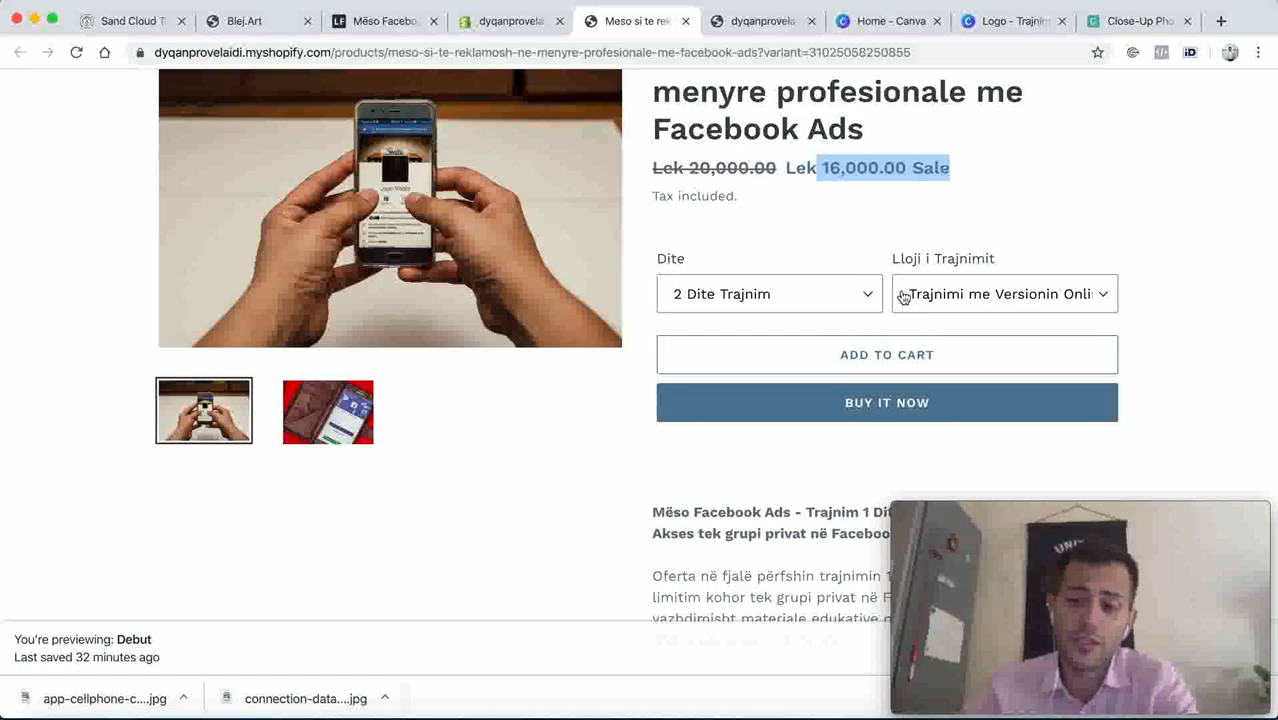 Sand Cloud T
Blej.Art
Mëso Facebo
dyqanprovela
Meso si te rek
dyqanprovela
Home - Canva
Logo - Trajnim
Close-Up Pho
dyqanprovelaidi.myshopify.com/products/meso-si-te-reklamosh-ne-menyre-profesionale-me-facebook-ads?variant=31025058250855
menyre profesionale me
Facebook Ads
Lek 20,000.00 Lek 16,000.00 Sale
Tax included.
Dite
Lloji i Trajnimit
2 Dite Trajnim
Trajnimi me Versionin Onli
ADD TO CART
BUY IT NOW
Mëso Facebook Ads - Trajnim 1 Dit
Akses tek grupi privat në Faceboo
Oferta në fjalë përfshin trajnimin 1
limitim kohor tek grupi privat në F
vazhdimisht materiale edukative
You're previewing: Debut
Last saved 32 minutes ago
app-cellphone-c....jpg
connection-data....jpg